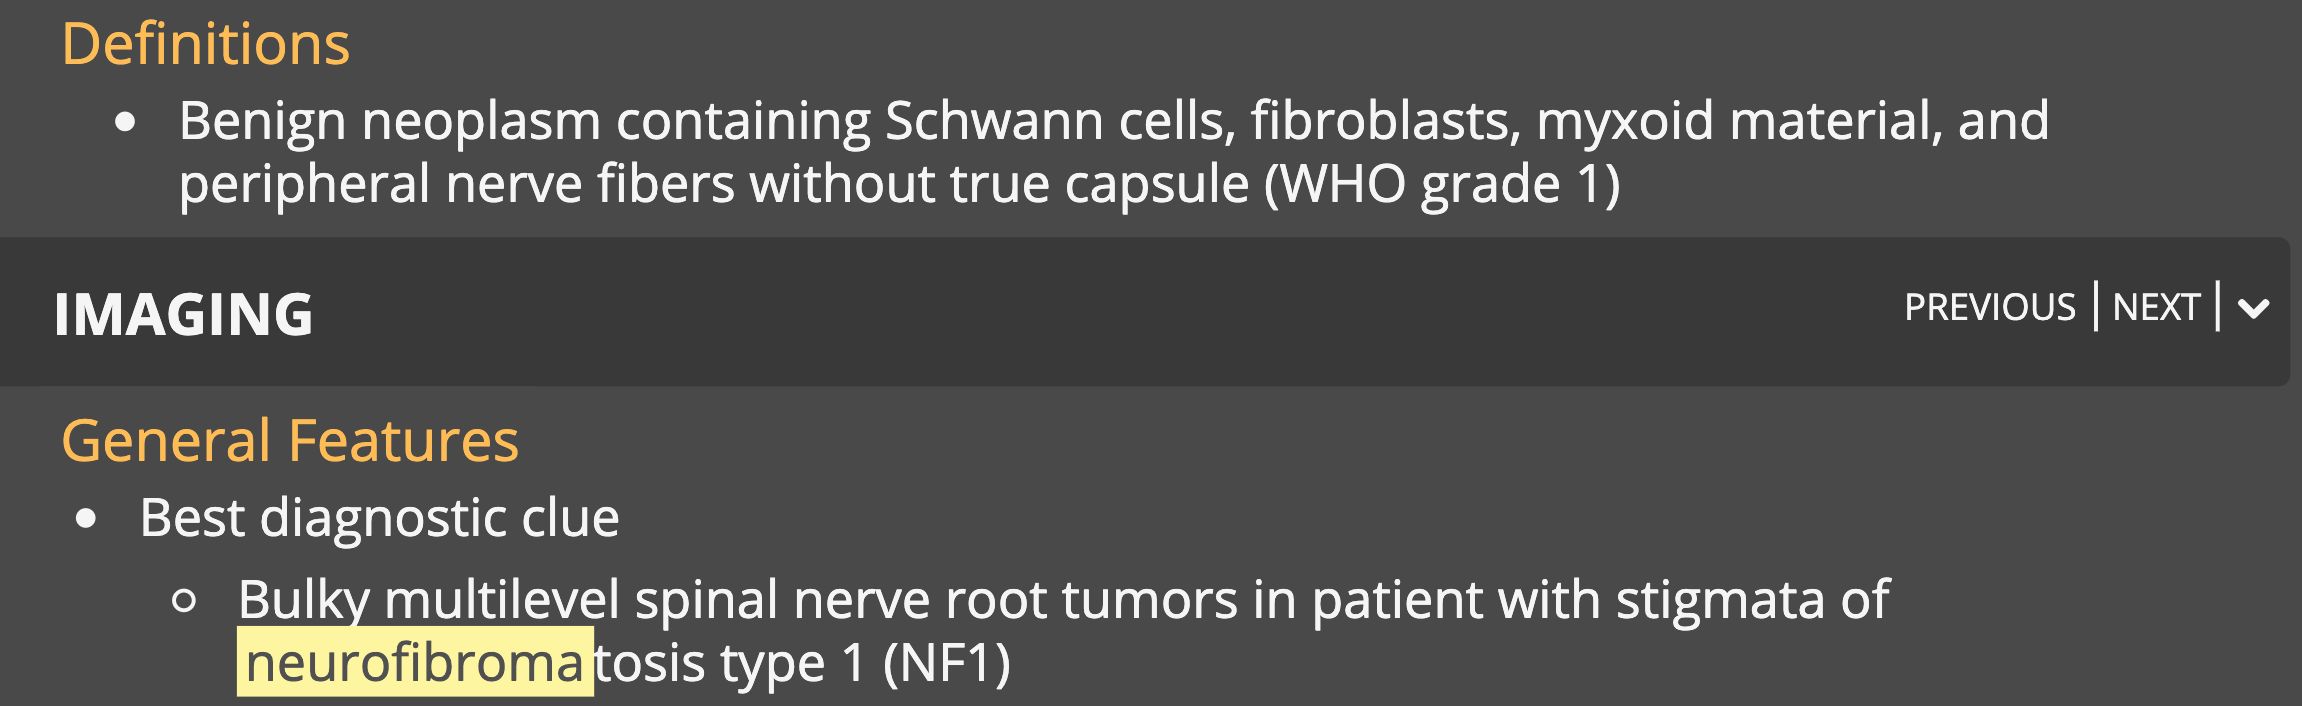 Definitions
• Benign neoplasm containing Schwann cells, fibroblasts, myxoid material, and
peripheral nerve fibers without true capsule (WHO grade 1)
IMAGING
PREVIOUS | NEXT |
General Features
• Best diagnostic clue
○ Bulky multilevel spinal nerve root tumors in patient with stigmata of
neurofibromatosis type 1 (NF1)